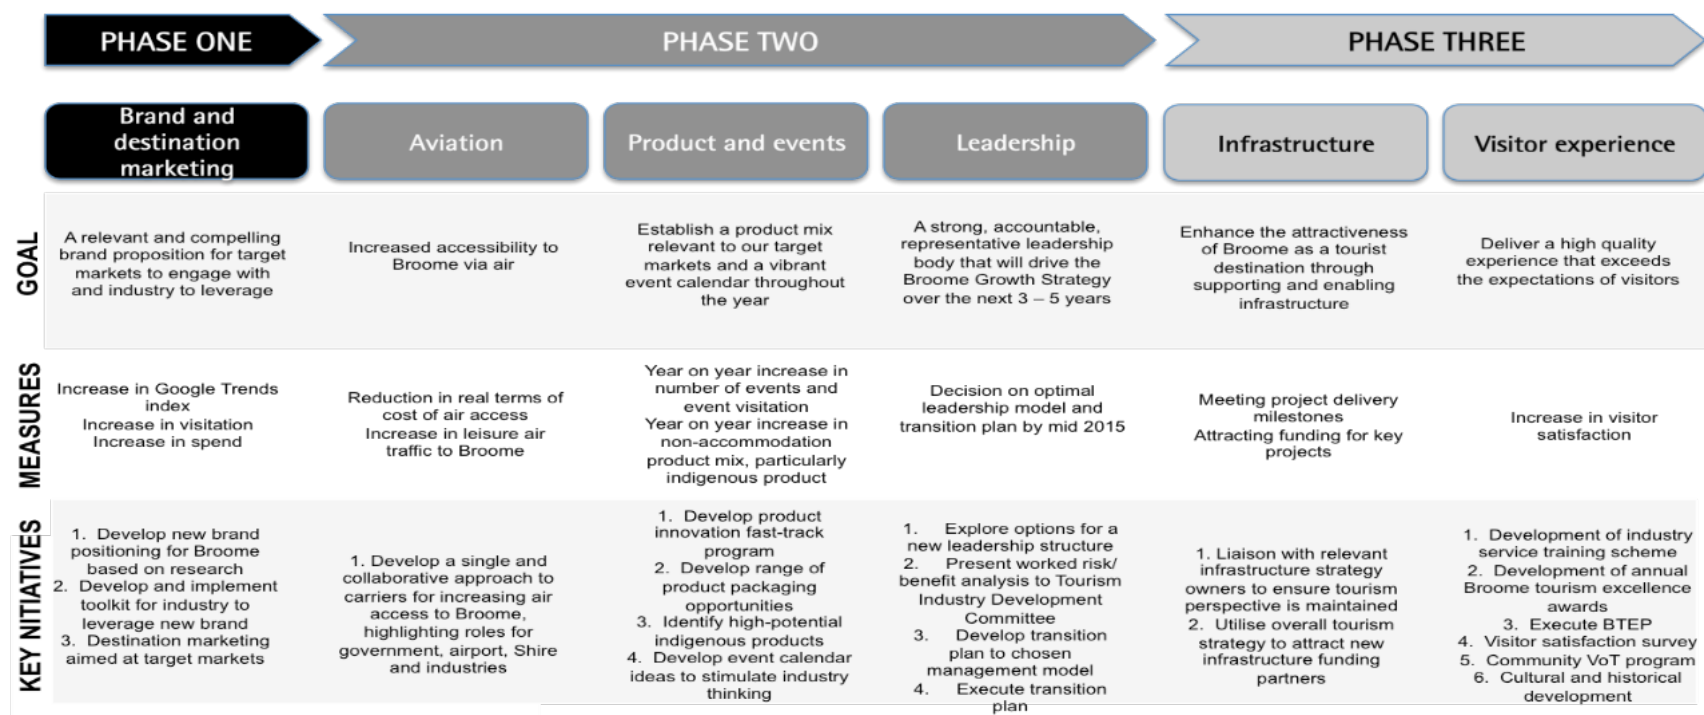 PHASE ONE
PHASE TWO
PHASE THREE
Brand and
destination
marketing
Aviation
Product and events
Leadership
Infrastructure
Visitor experience
GOAL
A relevant and compelling
brand proposition for target
markets to engage with
and industry to leverage
Increased accessibility to
Broome via air
Establish a product mix
relevant to our target
markets and a vibrant
event calendar throughout
the year
A strong, accountable,
representative leadership
body that will drive the
Broome Growth Strategy
over the next 3 – 5 years
Enhance the attractiveness
of Broome as a tourist
destination through
supporting and enabling
infrastructure
Deliver a high quality
experience that exceeds
the expectations of visitors
MEASURES
Increase in Google Trends
index
Increase in visitation
Increase in spend
Reduction in real terms of
cost of air access
Increase in leisure air
traffic to Broome
Year on year increase in
number of events and
event visitation
Year on year increase in
non-accommodation
product mix, particularly
indigenous product
Decision on optimal
leadership model and
transition plan by mid 2015
Meeting project delivery
milestones
Attracting funding for key
projects
Increase in visitor
satisfaction
KEY NITIATIVES
1. Develop new brand
positioning for Broome
based on research
2. Develop and implement
toolkit for industry to
leverage new brand
3. Destination marketing
aimed at target markets
1. Develop a single and
collaborative approach to
carriers for increasing air
access to Broome,
highlighting roles for
government, airport, Shire
and industries
1. Develop product
innovation fast-track
program
2. Develop range of
product packaging
opportunities
3. Identify high-potential
indigenous products
4. Develop event calendar
ideas to stimulate industry
thinking
1. Explore options for a
new leadership structure
2. Present worked risk/
benefit analysis to Tourism
Industry Development
Committee
3. Develop transition
plan to chosen
management model
4. Execute transition
plan
1. Liaison with relevant
infrastructure strategy
owners to ensure tourism
perspective is maintained
2. Utilise overall tourism
strategy to attract new
infrastructure funding
partners
1. Development of industry
service training scheme
2. Development of annual
Broome tourism excellence
awards
3. Execute BTEP
4. Visitor satisfaction survey
5. Community VoT program
6. Cultural and historical
development